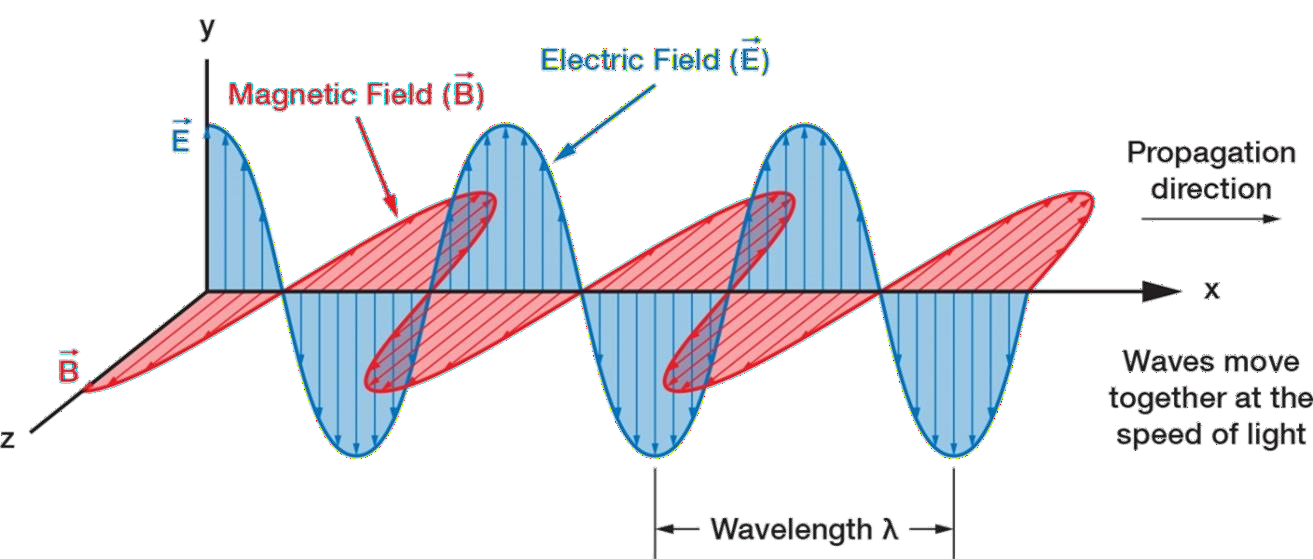 y
Electric Field (E⃗)
Magnetic Field (B⃗)
E⃗
Propagation
direction
x
B⃗
z
Waves move
together at the
speed of light
Wavelength λ